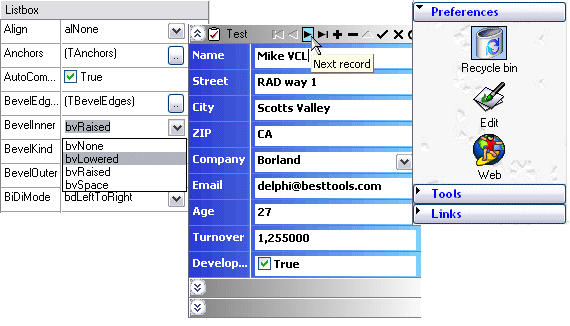 Listbox
Align alNone
Anchors (TAnchors) ...
AutoCom... True
BevelEdg... (TBevelEdges) ...
BevelInner bvRaised
BevelKind bvNone
bvLowered
BevelOuter bvRaised
bvSpace
BiDiMode bdLeftToRight
Test
Next record
Name Mike VCL
Street RAD way 1
City Scotts Valley
ZIP CA
Company Borland
Email delphi@besttools.com
Age 27
Turnover 1,255000
Develop... True
Preferences
Recycle bin
Edit
Web
Tools
Links